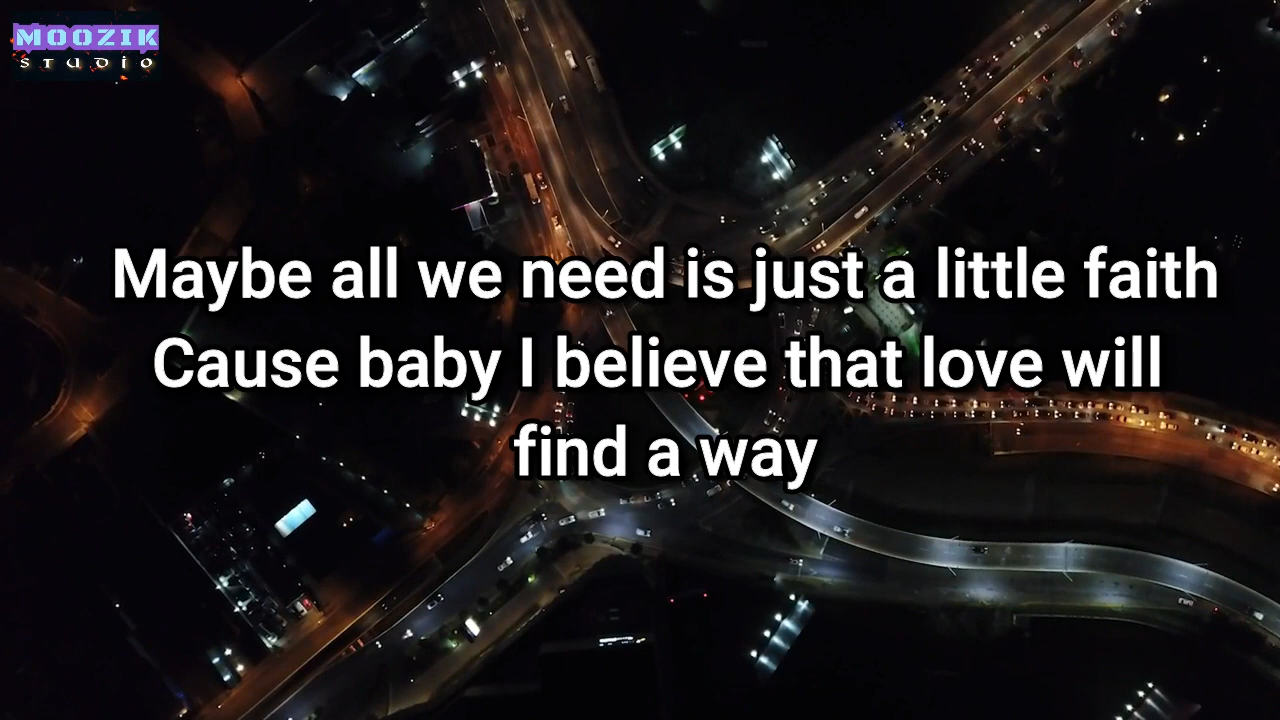 MOOZIK
STUDIO
Maybe all we need is just a little faith
Cause baby I believe that love will
find a way